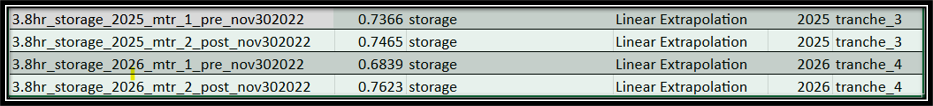 3.8hr_storage_2025_mtr_1_pre_nov302022 0.7366 storage Linear Extrapolation 2025 tranche_3
3.8hr_storage_2025_mtr_2_post_nov302022 0.7465 storage Linear Extrapolation 2025 tranche_3
3.8hr_storage_2026_mtr_1_pre_nov302022 0.6839 storage Linear Extrapolation 2026 tranche_4
3.8hr_storage_2026_mtr_2_post_nov302022 0.7623 storage Linear Extrapolation 2026 tranche_4